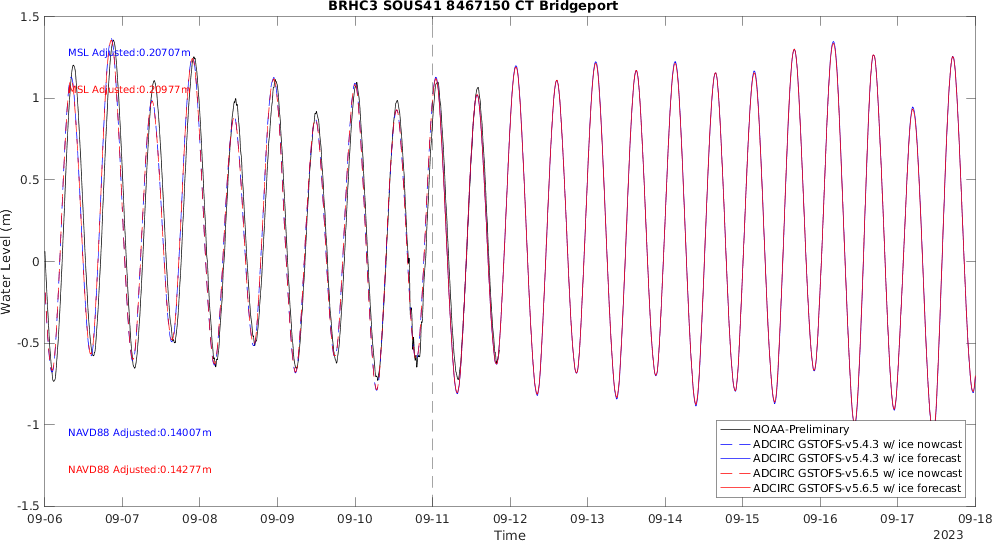 BRHC3 SOUS41 8467150 CT Bridgeport
1.5
1
0.5
0
-0.5
-1
-1.5
Water Level (m)
MSL Adjusted:0.20707m
MSL Adjusted:0.20977m
NAVD88 Adjusted:0.14007m
NAVD88 Adjusted:0.14277m
NOAA-Preliminary
ADCIRC GSTOFS-v5.4.3 w/ ice nowcast
ADCIRC GSTOFS-v5.4.3 w/ ice forecast
ADCIRC GSTOFS-v5.6.5 w/ ice nowcast
ADCIRC GSTOFS-v5.6.5 w/ ice forecast
09-06 09-07 09-08 09-09 09-10 09-11 09-12 09-13 09-14 09-15 09-16 09-17 09-18
Time
2023